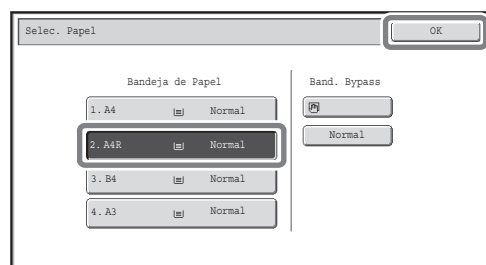 Selec. Papel
OK
Bandeja de Papel
Band. Bypass
1. A4 Normal
2. A4R Normal
3. B4 Normal
4. A3 Normal
Normal